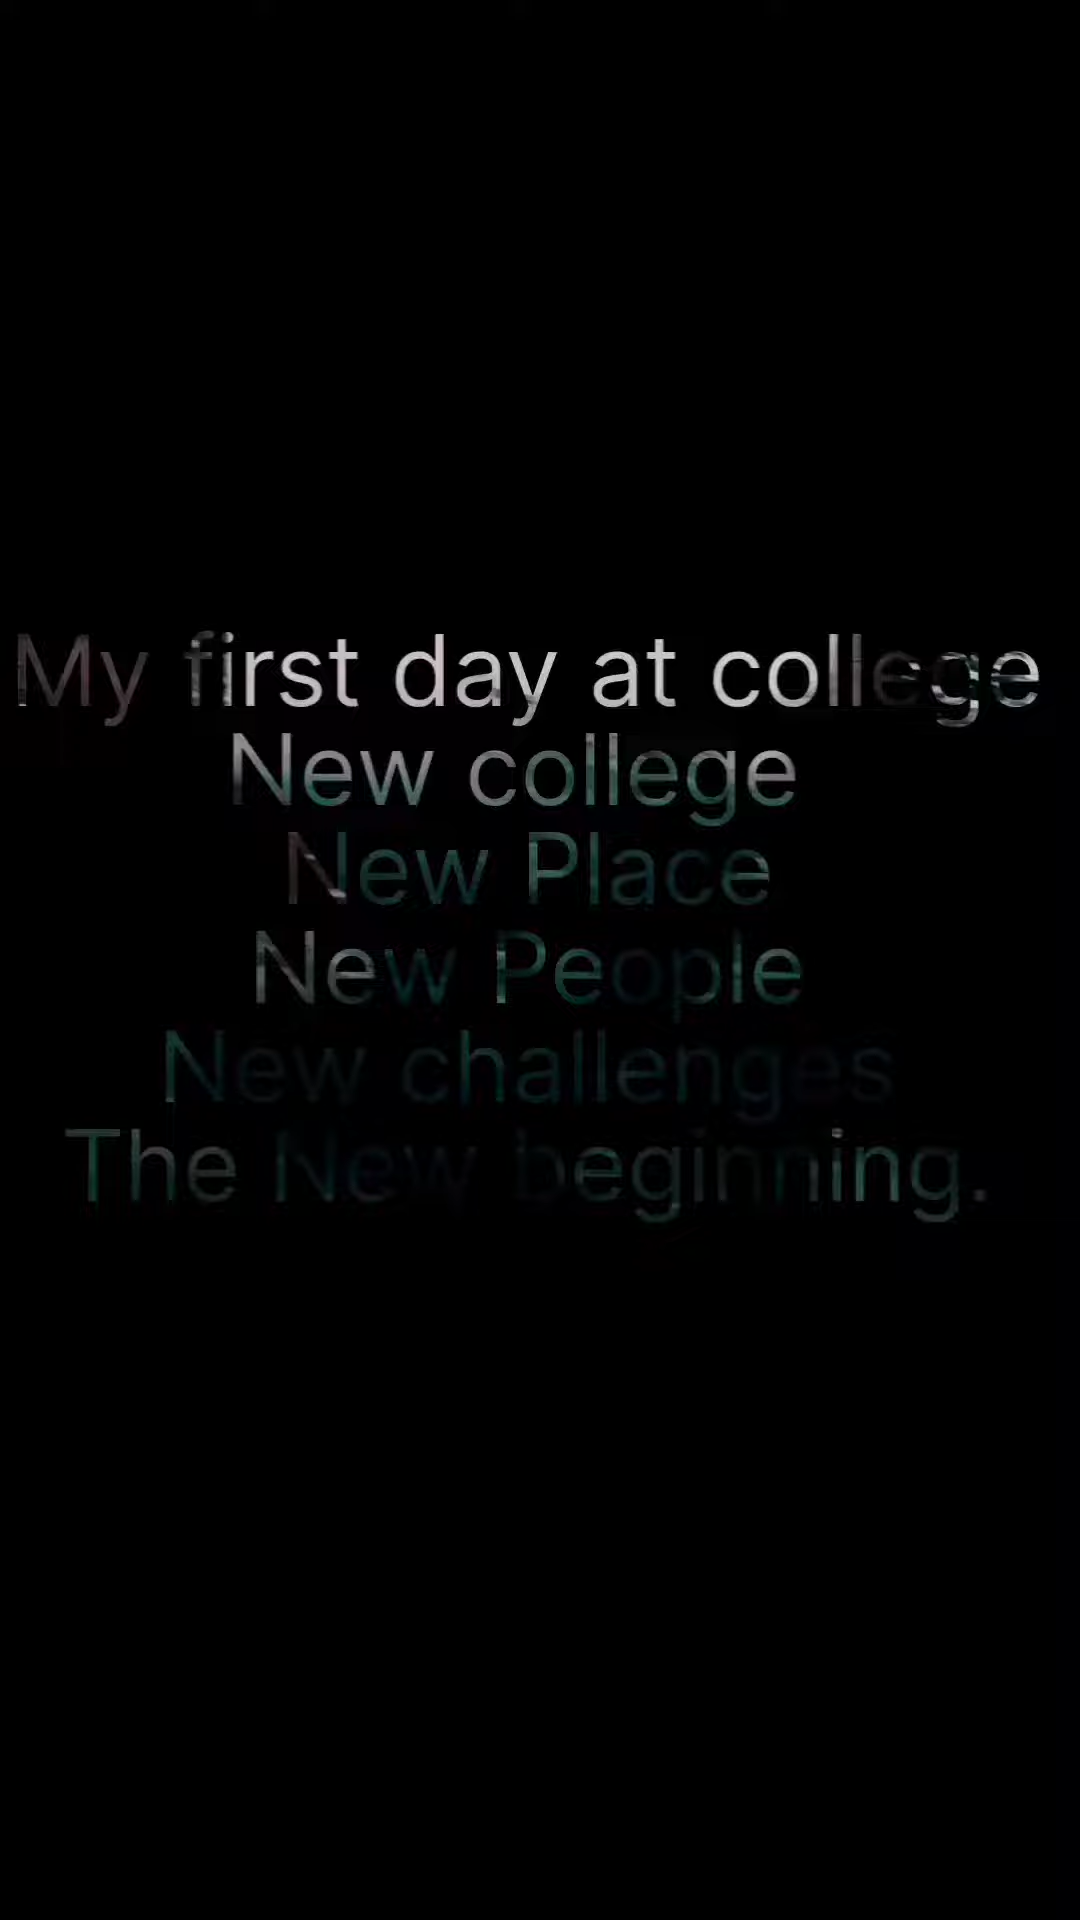 My first day at college
New college
New Place
New People
New challenges
The New beginning.